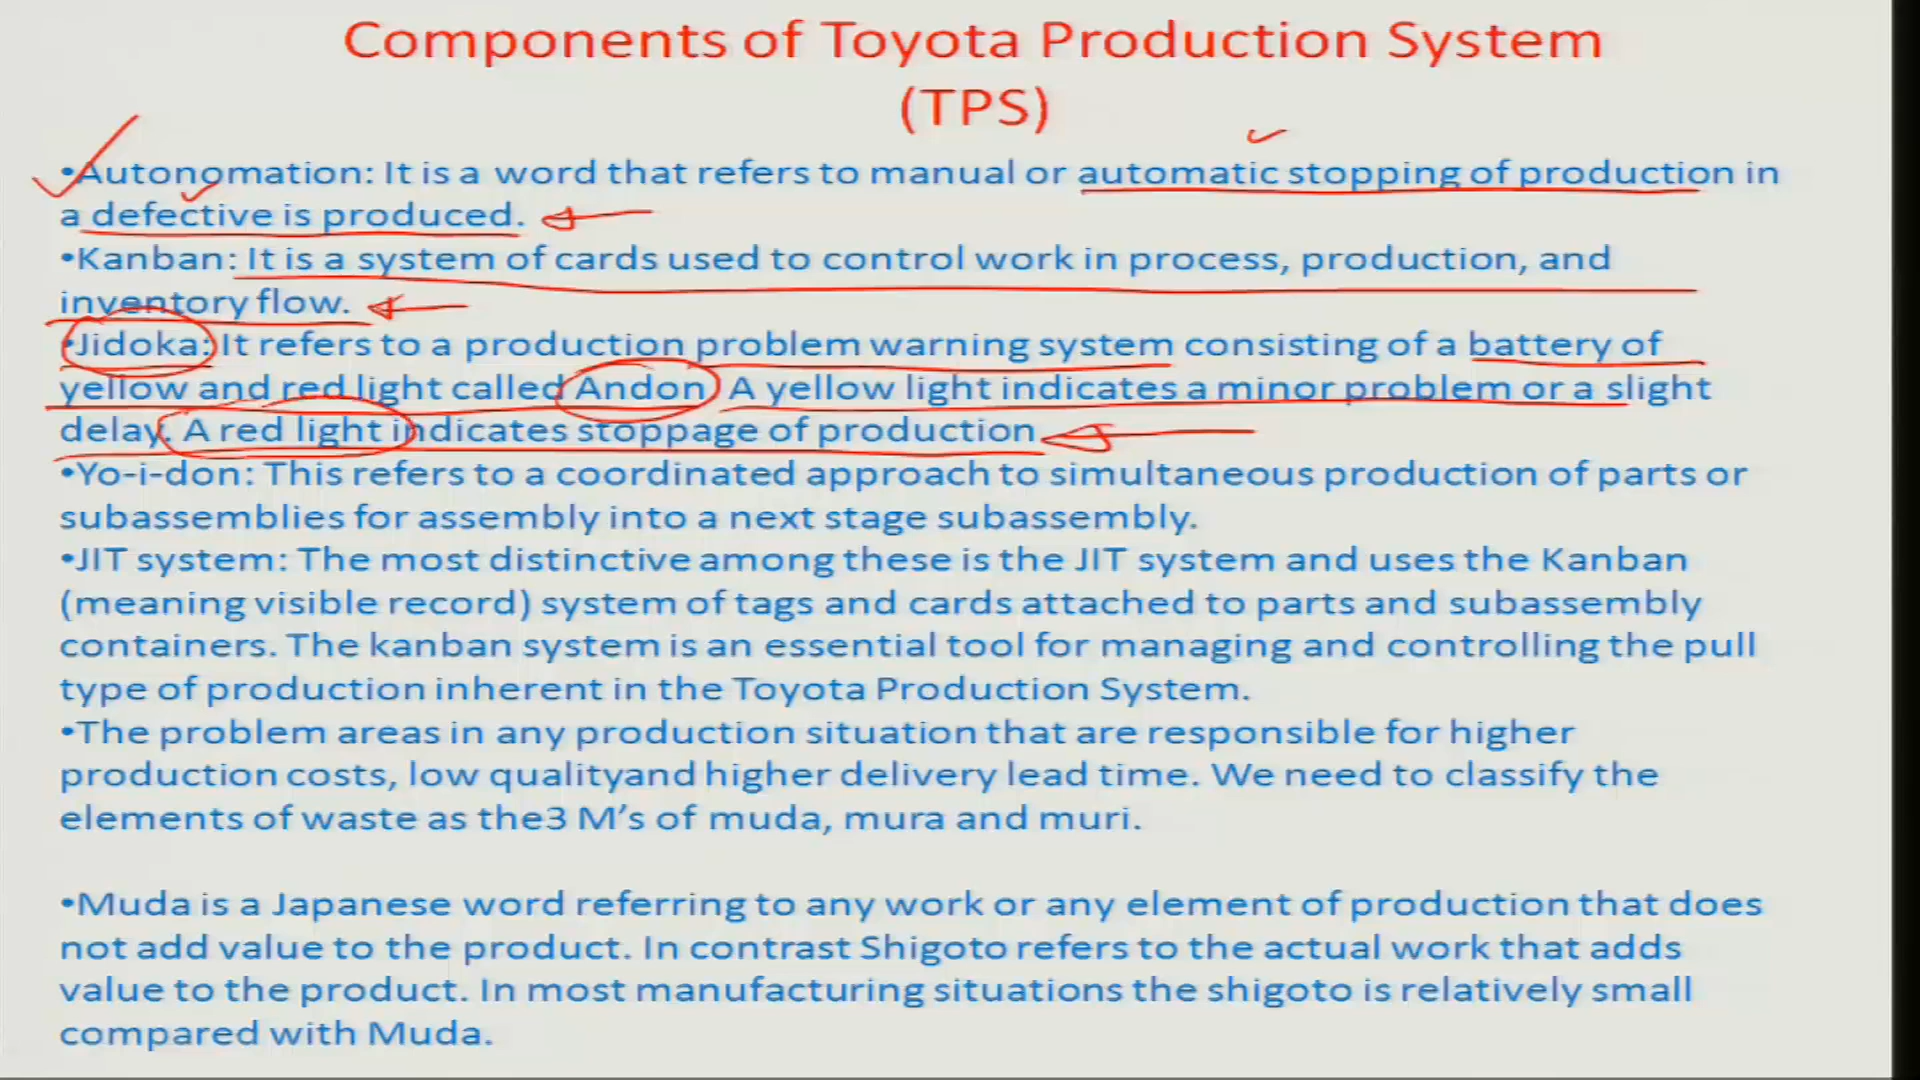 Components of Toyota Production System
(TPS)
•Autonomation: It is a word that refers to manual or automatic stopping of production in
a defective is produced.
•Kanban: It is a system of cards used to control work in process, production, and
inventory flow.
•Jidoka: It refers to a production problem warning system consisting of a battery of
yellow and red light called Andon A yellow light indicates a minor problem or a slight
delay. A red light indicates stoppage of production
•Yo-i-don: This refers to a coordinated approach to simultaneous production of parts or
subassemblies for assembly into a next stage subassembly.
•JIT system: The most distinctive among these is the JIT system and uses the Kanban
(meaning visible record) system of tags and cards attached to parts and subassembly
containers. The kanban system is an essential tool for managing and controlling the pull
type of production inherent in the Toyota Production System.
•The problem areas in any production situation that are responsible for higher
production costs, low qualityand higher delivery lead time. We need to classify the
elements of waste as the3 M’s of muda, mura and muri.
•Muda is a Japanese word referring to any work or any element of production that does
not add value to the product. In contrast Shigoto refers to the actual work that adds
value to the product. In most manufacturing situations the shigoto is relatively small
compared with Muda.